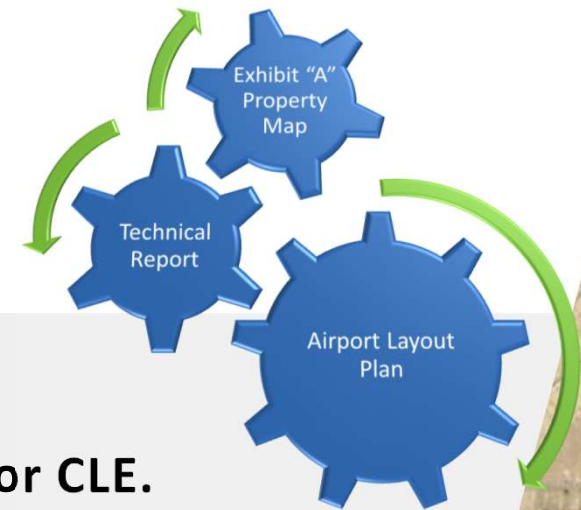 Exhibit “A”
Property
Map
Technical
Report
Airport Layout
Plan
or CLE.